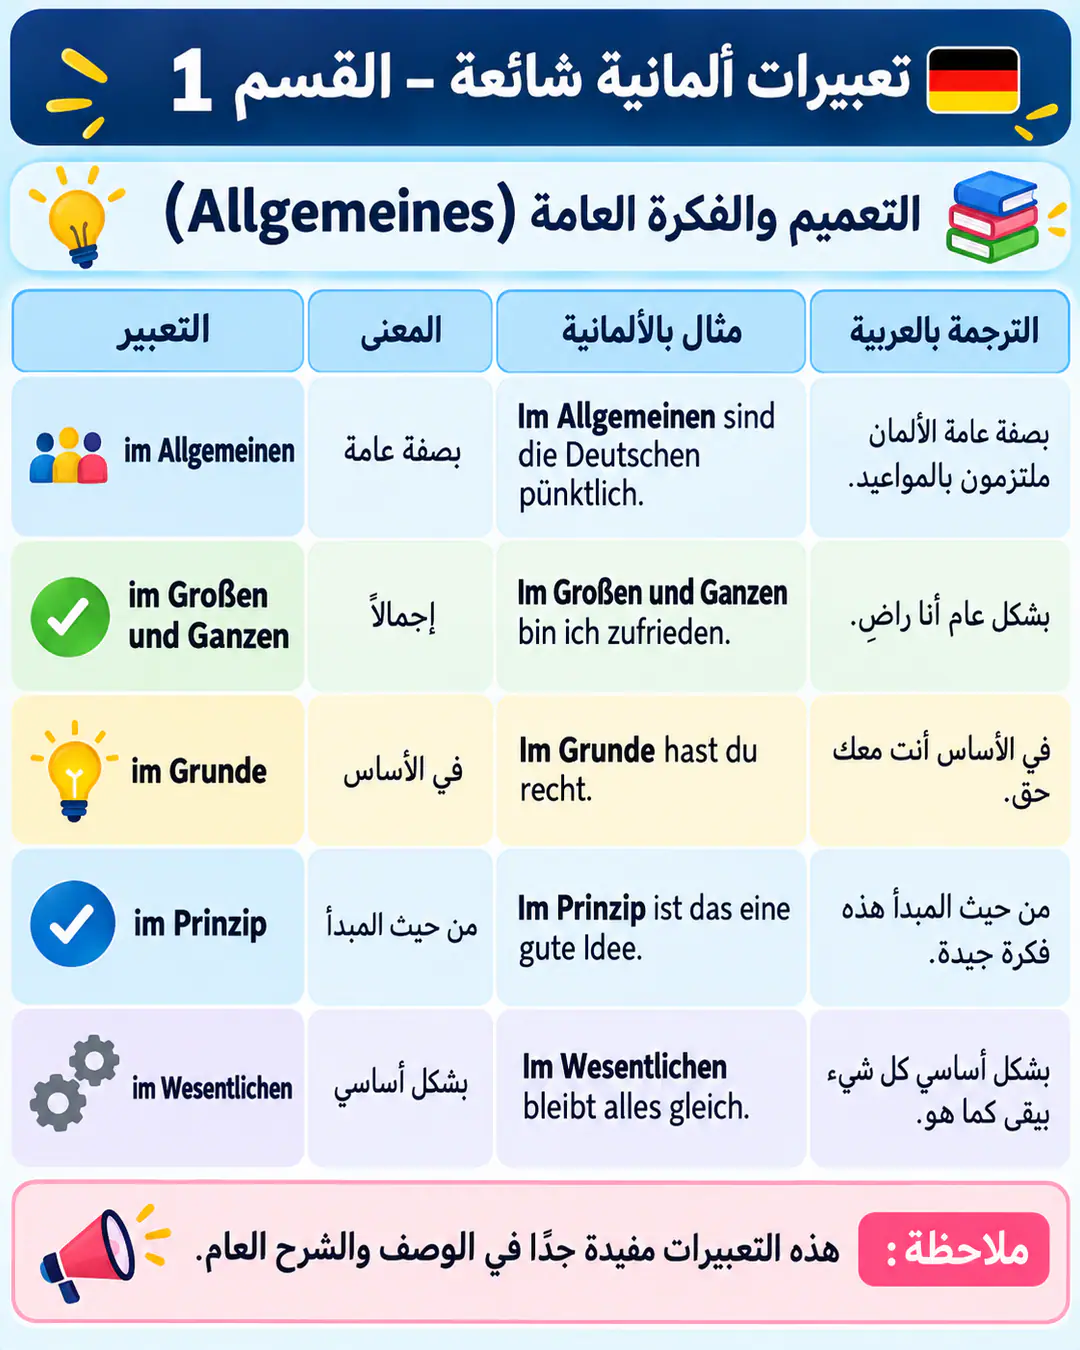 تعبيرات ألمانية شائعة – القسم 1
التعميم والفكرة العامة (Allgemeines)
التعبير
المعنى
مثال بالألمانية
الترجمة بالعربية
im Allgemeinen
بصفة عامة
Im Allgemeinen sind
die Deutschen
pünktlich.
بصفة عامة الألمان
ملتزمون بالمواعيد.
im Großen
und Ganzen
إجمالاً
Im Großen und Ganzen
bin ich zufrieden.
بشكل عام أنا راضٍ.
im Grunde
في الأساس
Im Grunde hast du
recht.
في الأساس أنت معك
حق.
im Prinzip
من حيث المبدأ
Im Prinzip ist das eine
gute Idee.
من حيث المبدأ هذه
فكرة جيدة.
im Wesentlichen
بشكل أساسي
Im Wesentlichen
bleibt alles gleich.
بشكل أساسي كل شيء
يبقى كما هو.
ملاحظة :
هذه التعبيرات مفيدة جدًا في الوصف والشرح العام.